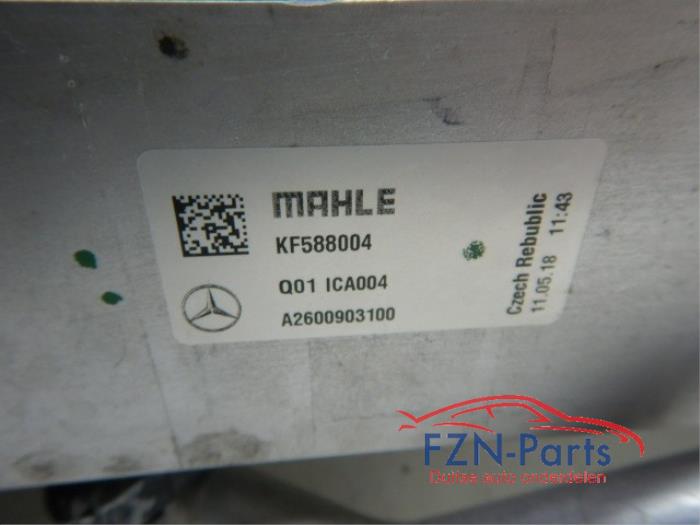 MAHLE
KF588004
Q01 ICA004
A2600903100
Czech Rebublic
11.05.18 11:43
FZN-Parts
Duitse auto onderdelen